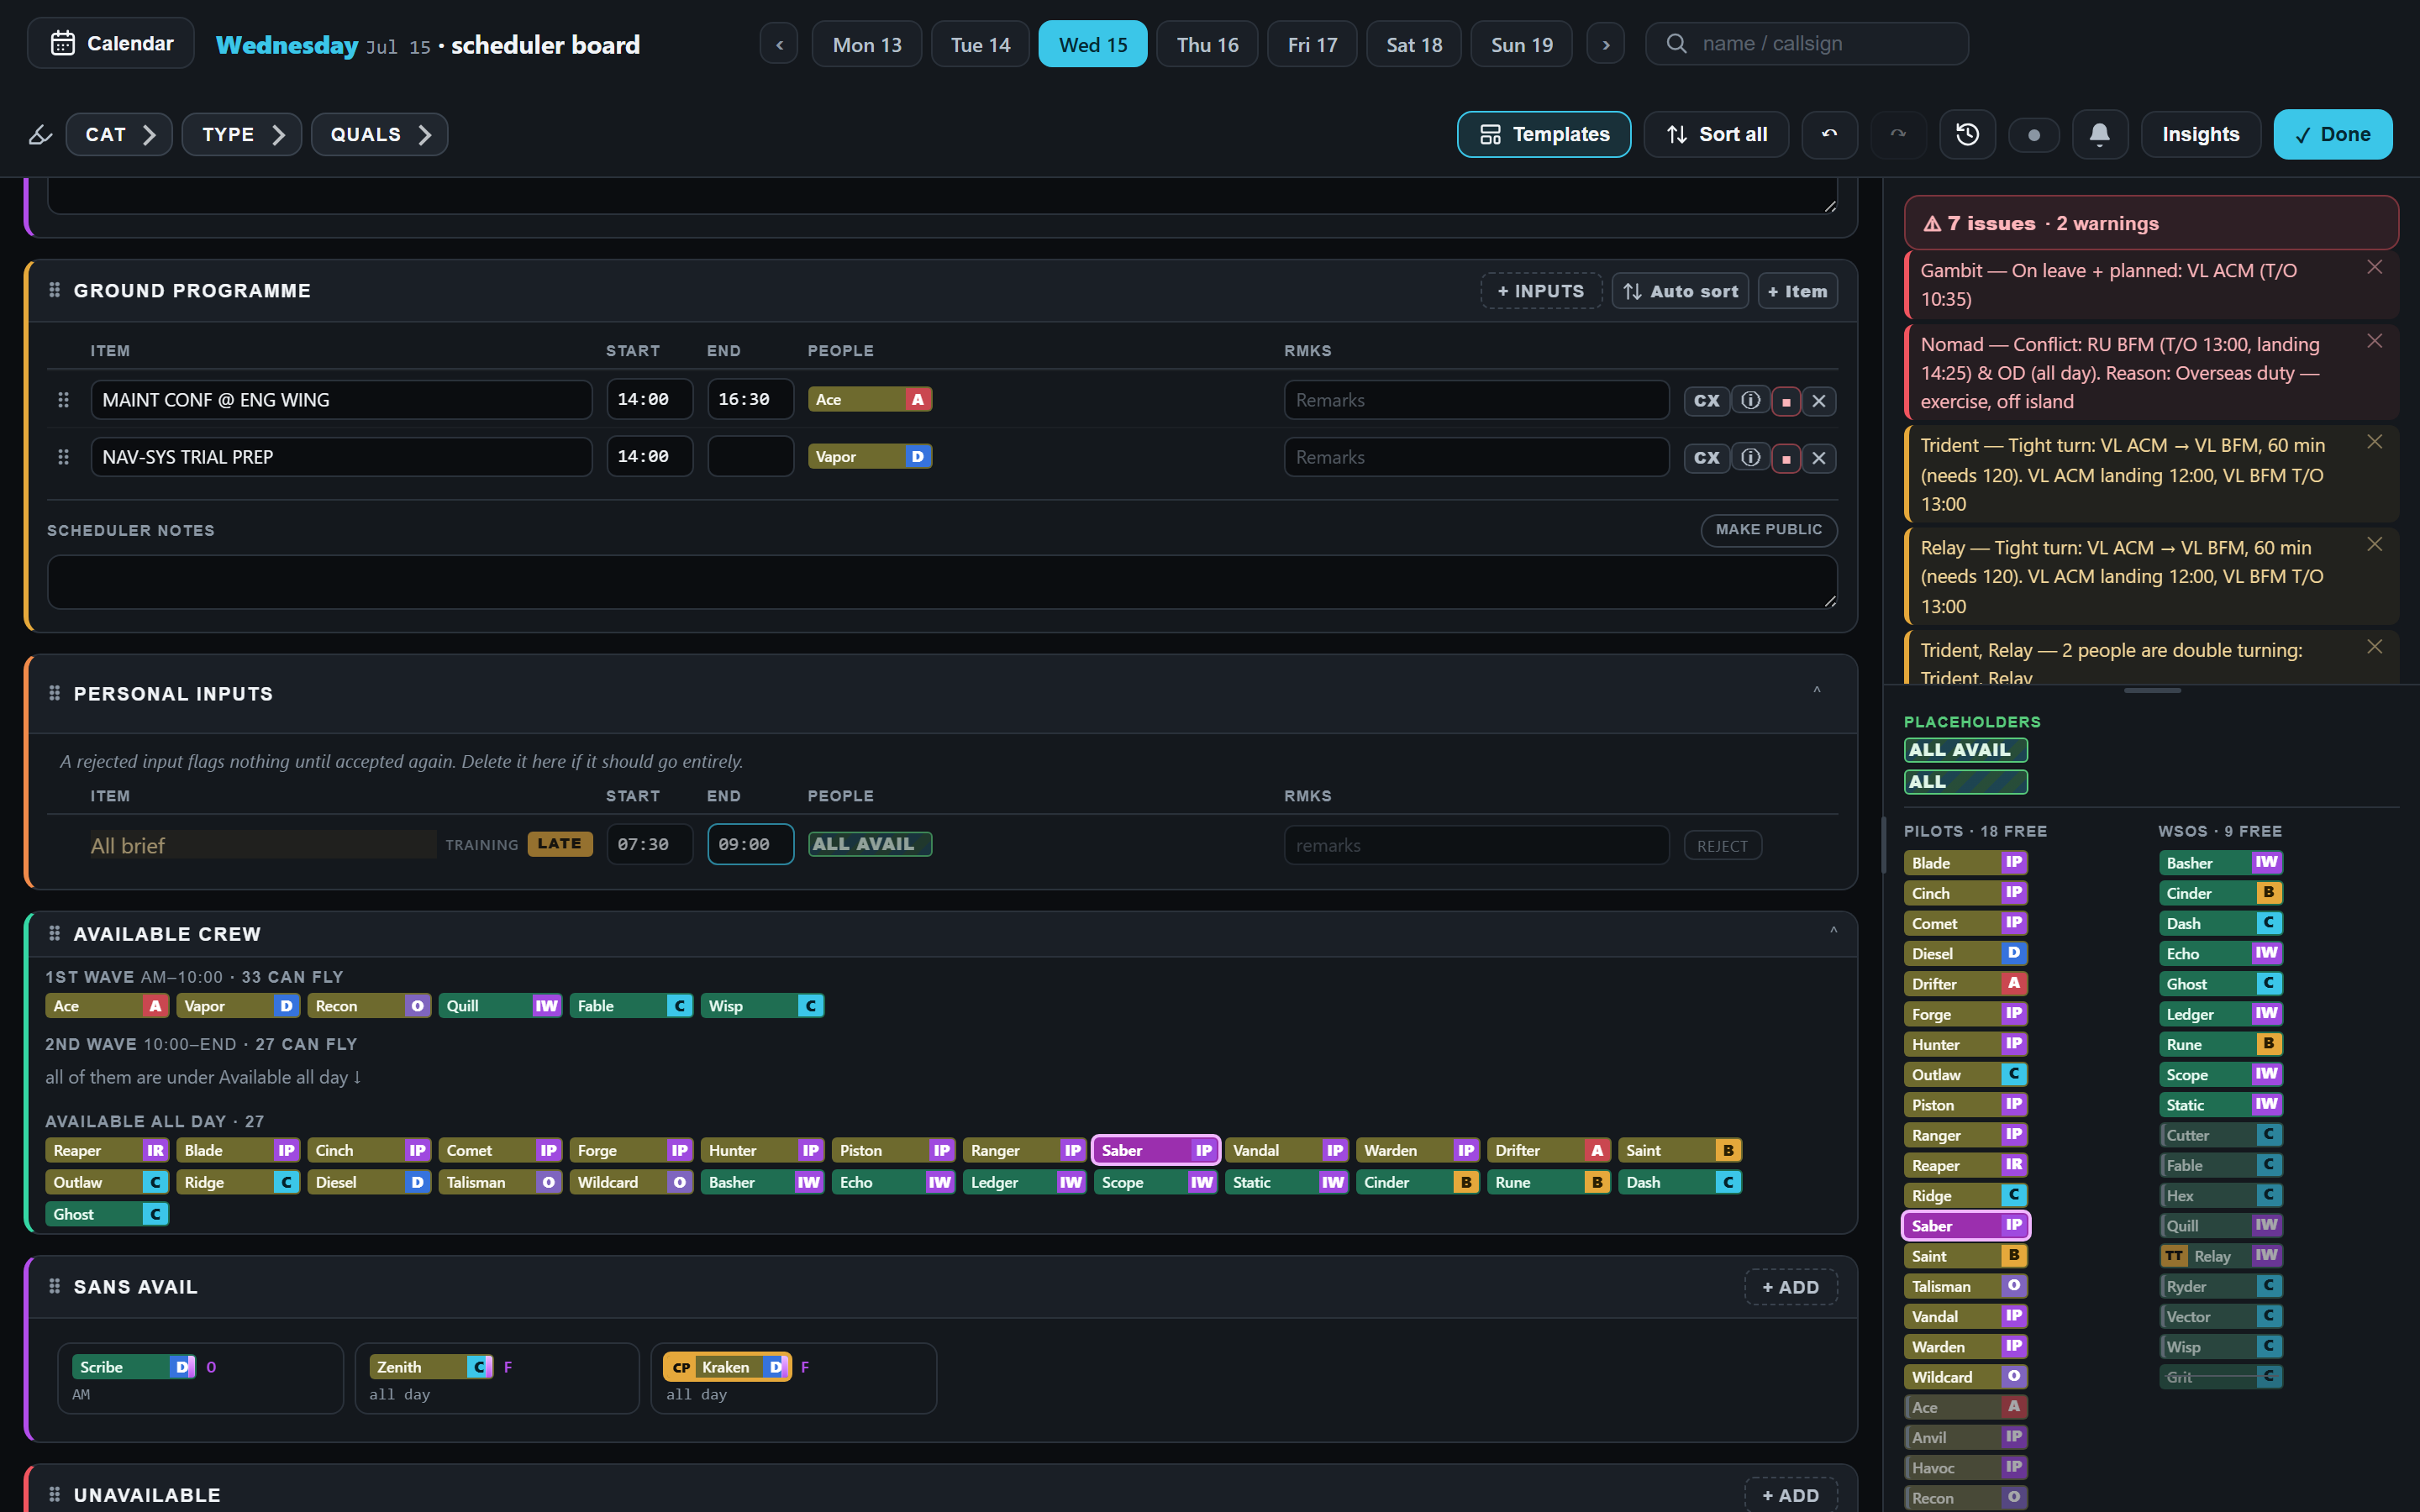 Calendar
Wednesday Jul 15 · scheduler board
‹
Mon 13
Tue 14
Wed 15
Thu 16
Fri 17
Sat 18
Sun 19
›
name / callsign
CAT
TYPE
QUALS
Templates
Sort all
Insights
✓ Done
GROUND PROGRAMME
+ INPUTS
Auto sort
+ Item
ITEM START END PEOPLE RMKS
MAINT CONF @ ENG WING 14:00 16:30 Ace A Remarks CX
NAV-SYS TRIAL PREP 14:00 Vapor D Remarks CX
SCHEDULER NOTES
MAKE PUBLIC
PERSONAL INPUTS
A rejected input flags nothing until accepted again. Delete it here if it should go entirely.
ITEM START END PEOPLE RMKS
All brief TRAINING LATE 07:30 09:00 ALL AVAIL remarks REJECT
AVAILABLE CREW
1ST WAVE AM–10:00 · 33 CAN FLY
Ace A Vapor D Recon O Quill IW Fable C Wisp C
2ND WAVE 10:00–END · 27 CAN FLY
all of them are under Available all day ↓
AVAILABLE ALL DAY · 27
Reaper IR Blade IP Cinch IP Comet IP Forge IP Hunter IP Piston IP Ranger IP Saber IP Vandal IP Warden IP Drifter A Saint B
Outlaw C Ridge C Diesel D Talisman O Wildcard O Basher IW Echo IW Ledger IW Scope IW Static IW Cinder B Rune B Dash C
Ghost C
SANS AVAIL
+ ADD
Scribe D O
AM
Zenith C F
all day
CP Kraken D F
all day
UNAVAILABLE
+ ADD
⚠ 7 issues · 2 warnings
Gambit — On leave + planned: VL ACM (T/O
10:35)
Nomad — Conflict: RU BFM (T/O 13:00, landing
14:25) & OD (all day). Reason: Overseas duty —
exercise, off island
Trident — Tight turn: VL ACM → VL BFM, 60 min
(needs 120). VL ACM landing 12:00, VL BFM T/O
13:00
Relay — Tight turn: VL ACM → VL BFM, 60 min
(needs 120). VL ACM landing 12:00, VL BFM T/O
13:00
Trident, Relay — 2 people are double turning:
Trident, Relay
PLACEHOLDERS
ALL AVAIL
ALL
PILOTS · 18 FREE
Blade IP
Cinch IP
Comet IP
Diesel D
Drifter A
Forge IP
Hunter IP
Outlaw C
Piston IP
Ranger IP
Reaper IR
Ridge C
Saber IP
Saint B
Talisman O
Vandal IP
Warden IP
Wildcard O
Ace A
Anvil IP
Havoc IP
Recon O
WSOS · 9 FREE
Basher IW
Cinder B
Dash C
Echo IW
Ghost C
Ledger IW
Rune B
Scope IW
Static IW
Cutter C
Fable C
Hex C
Quill IW
TT Relay IW
Ryder C
Vector C
Wisp C
Grit C